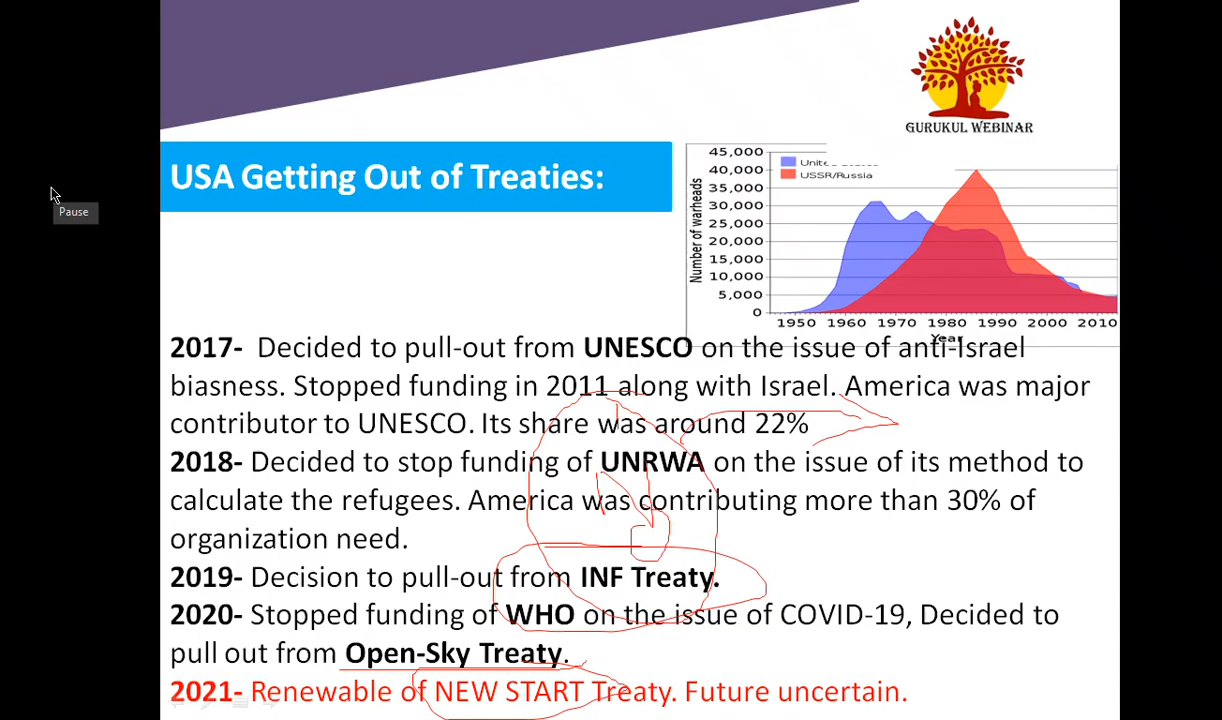 GURUKUL WEBINAR
USA Getting Out of Treaties:
Pause
45,000
40,000
35,000
30,000
25,000
20,000
15,000
10,000
5,000
0
Number of warheads
USSR/Russia
1950 1960 1970 1980 1990 2000 2010
Year
2017- Decided to pull-out from UNESCO on the issue of anti-Israel
biasness. Stopped funding in 2011 along with Israel. America was major
contributor to UNESCO. Its share was around 22%
2018- Decided to stop funding of UNRWA on the issue of its method to
calculate the refugees. America was contributing more than 30% of
organization need.
2019- Decision to pull-out from INF Treaty.
2020- Stopped funding of WHO on the issue of COVID-19, Decided to
pull out from Open-Sky Treaty.
2021- Renewable of NEW START Treaty. Future uncertain.